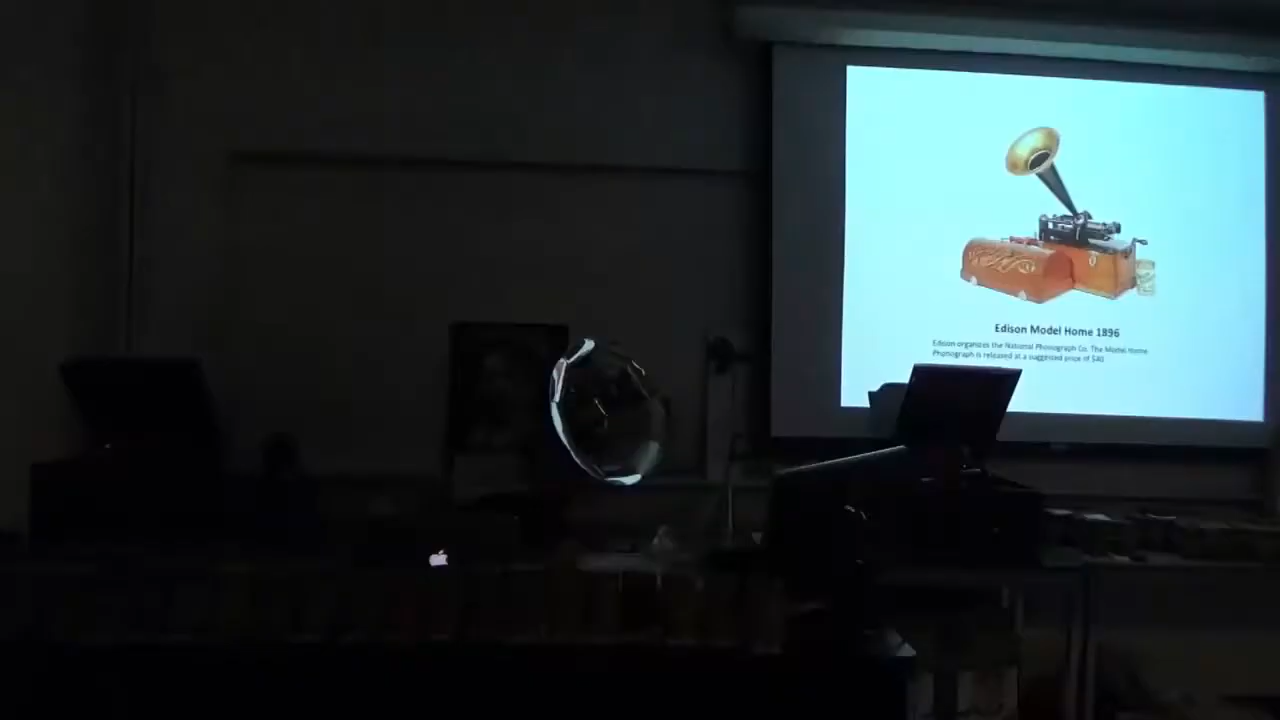 Edison Model Home 1896
Edison organizes the National Phonograph Co. The Model Home
Phonograph is released at a suggested price of $40